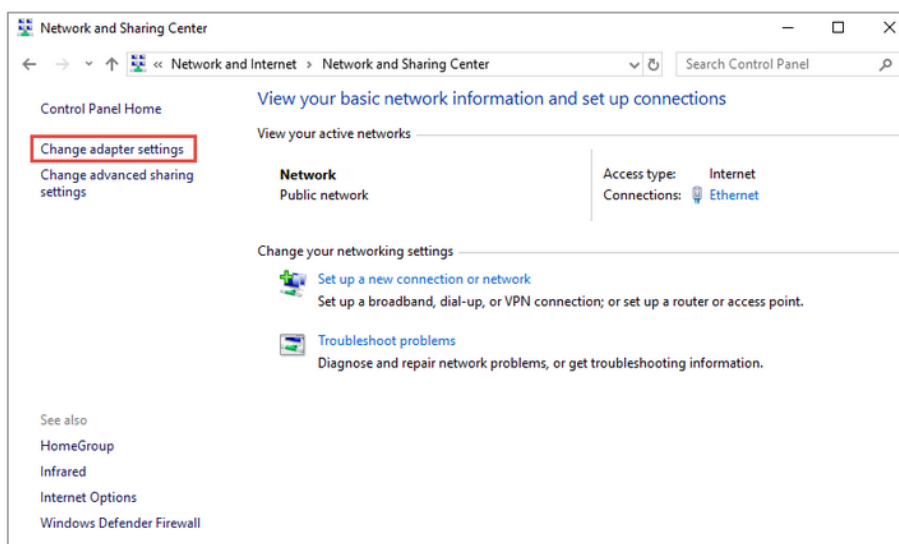 Network and Sharing Center
« Network and Internet › Network and Sharing Center
Search Control Panel
Control Panel Home
Change adapter settings
Change advanced sharing
settings
View your basic network information and set up connections
View your active networks
Network
Public network
Access type: Internet
Connections: Ethernet
Change your networking settings
Set up a new connection or network
Set up a broadband, dial-up, or VPN connection; or set up a router or access point.
Troubleshoot problems
Diagnose and repair network problems, or get troubleshooting information.
See also
HomeGroup
Infrared
Internet Options
Windows Defender Firewall